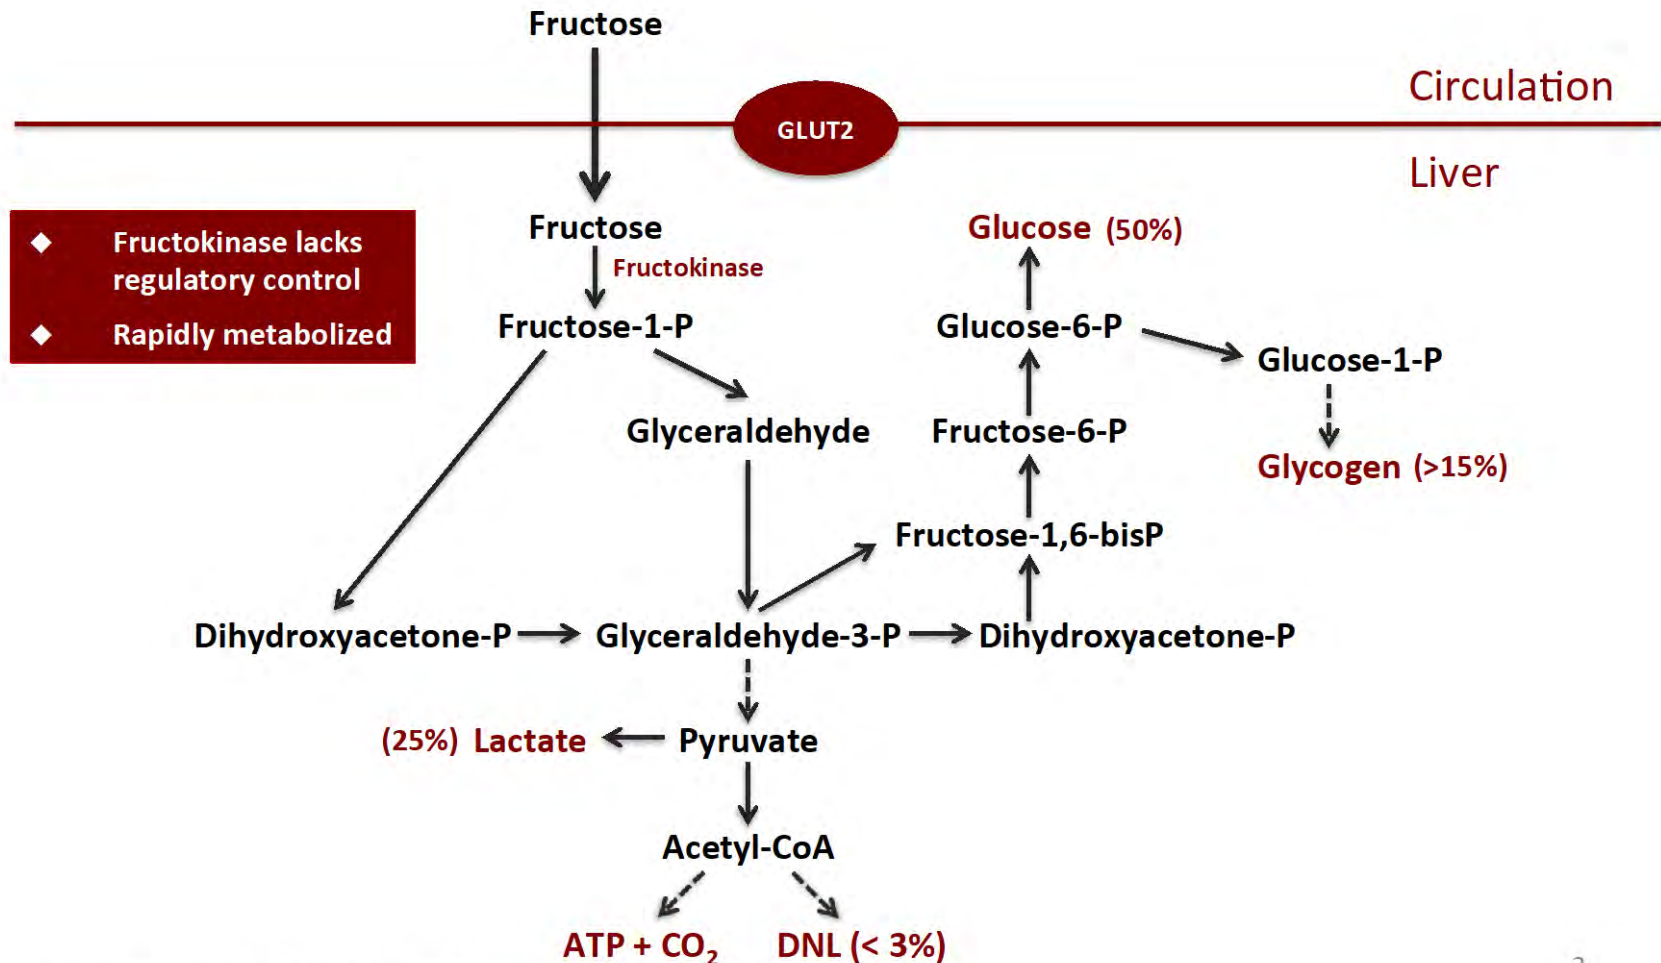 Fructose
Circulation
GLUT2
Liver
◆ Fructokinase lacks
regulatory control
◆ Rapidly metabolized
Fructose
Fructokinase
Fructose-1-P
Glucose (50%)
Glucose-6-P
Glucose-1-P
Glyceraldehyde
Fructose-6-P
Glycogen (>15%)
Fructose-1,6-bisP
Dihydroxyacetone-P
Glyceraldehyde-3-P
Dihydroxyacetone-P
(25%) Lactate
Pyruvate
Acetyl-CoA
ATP + CO₂
DNL (< 3%)